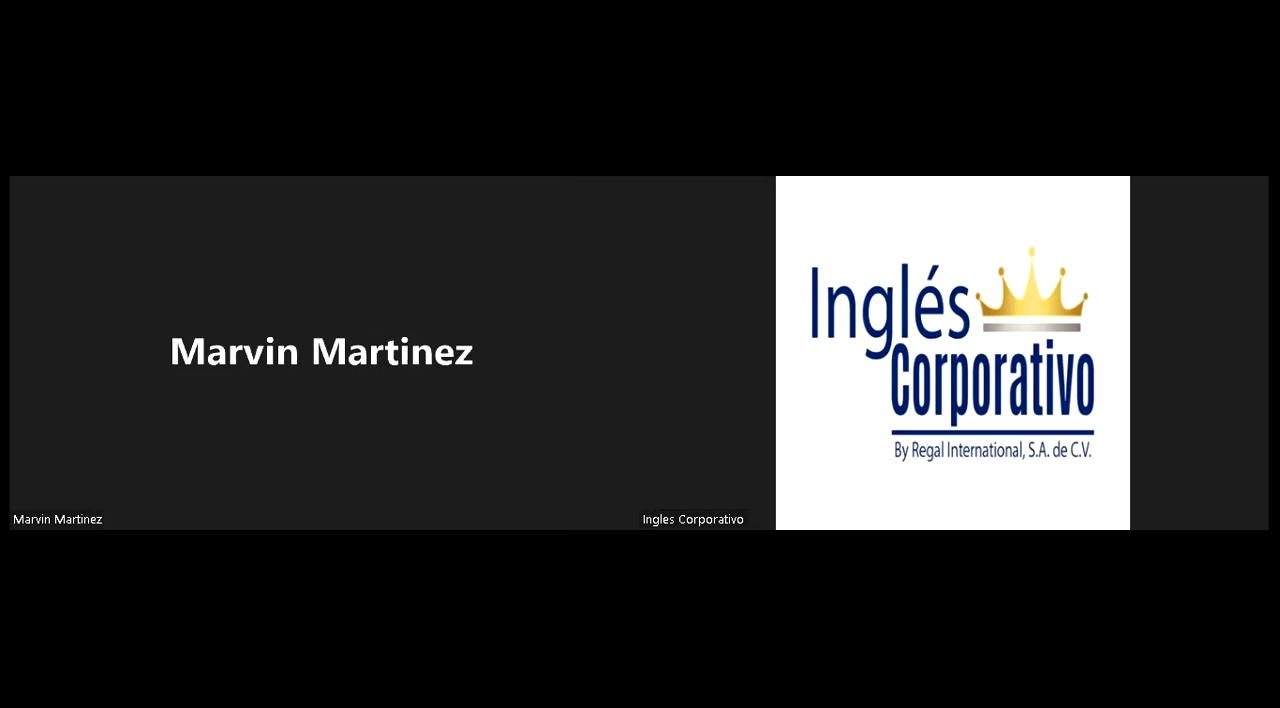 Marvin Martinez
Marvin Martinez
Ingles Corporativo
Inglés
Corporativo
By Regal International, S.A. de C.V.